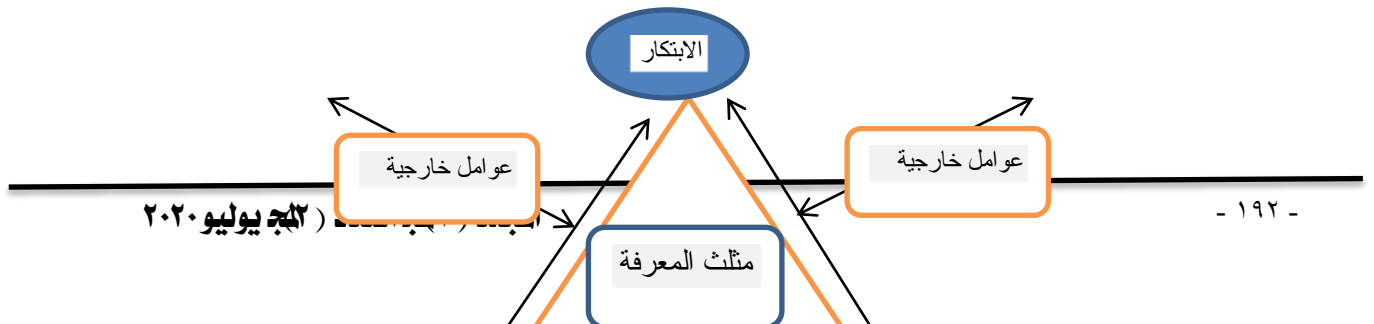 الابتكار
عوامل خارجية
عوامل خارجية
- ١٩٢ -
يوليو ٢٠٢٠
مثلث المعرفة